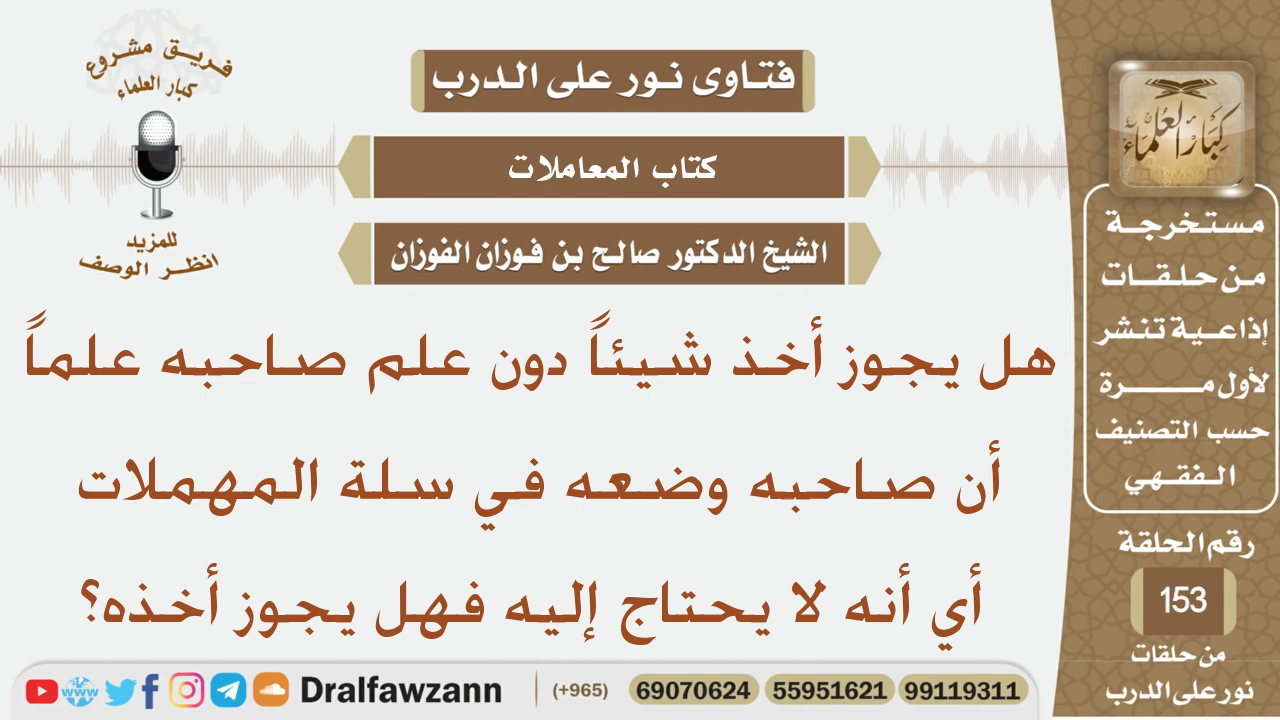 فريق مشروع
كبار العلماء
للمزيد
انظر الوصف
فتاوى نور على الدرب
كتاب المعاملات
الشيخ الدكتور صالح بن فوزان الفوزان
هل يجوز أخذ شيئاً دون علم صاحبه علماً
أن صاحبه وضعه في سلة المهملات
أي أنه لا يحتاج إليه فهل يجوز أخذه؟
كبار العلماء
مستخرجة
من حلقات
إذاعية تنشر
لأول مرة
حسب التصنيف
الفقهي
رقم الحلقة
153
من حلقات
نور على الدرب
www Dralfawzann (+965) 69070624 55951621 99119311